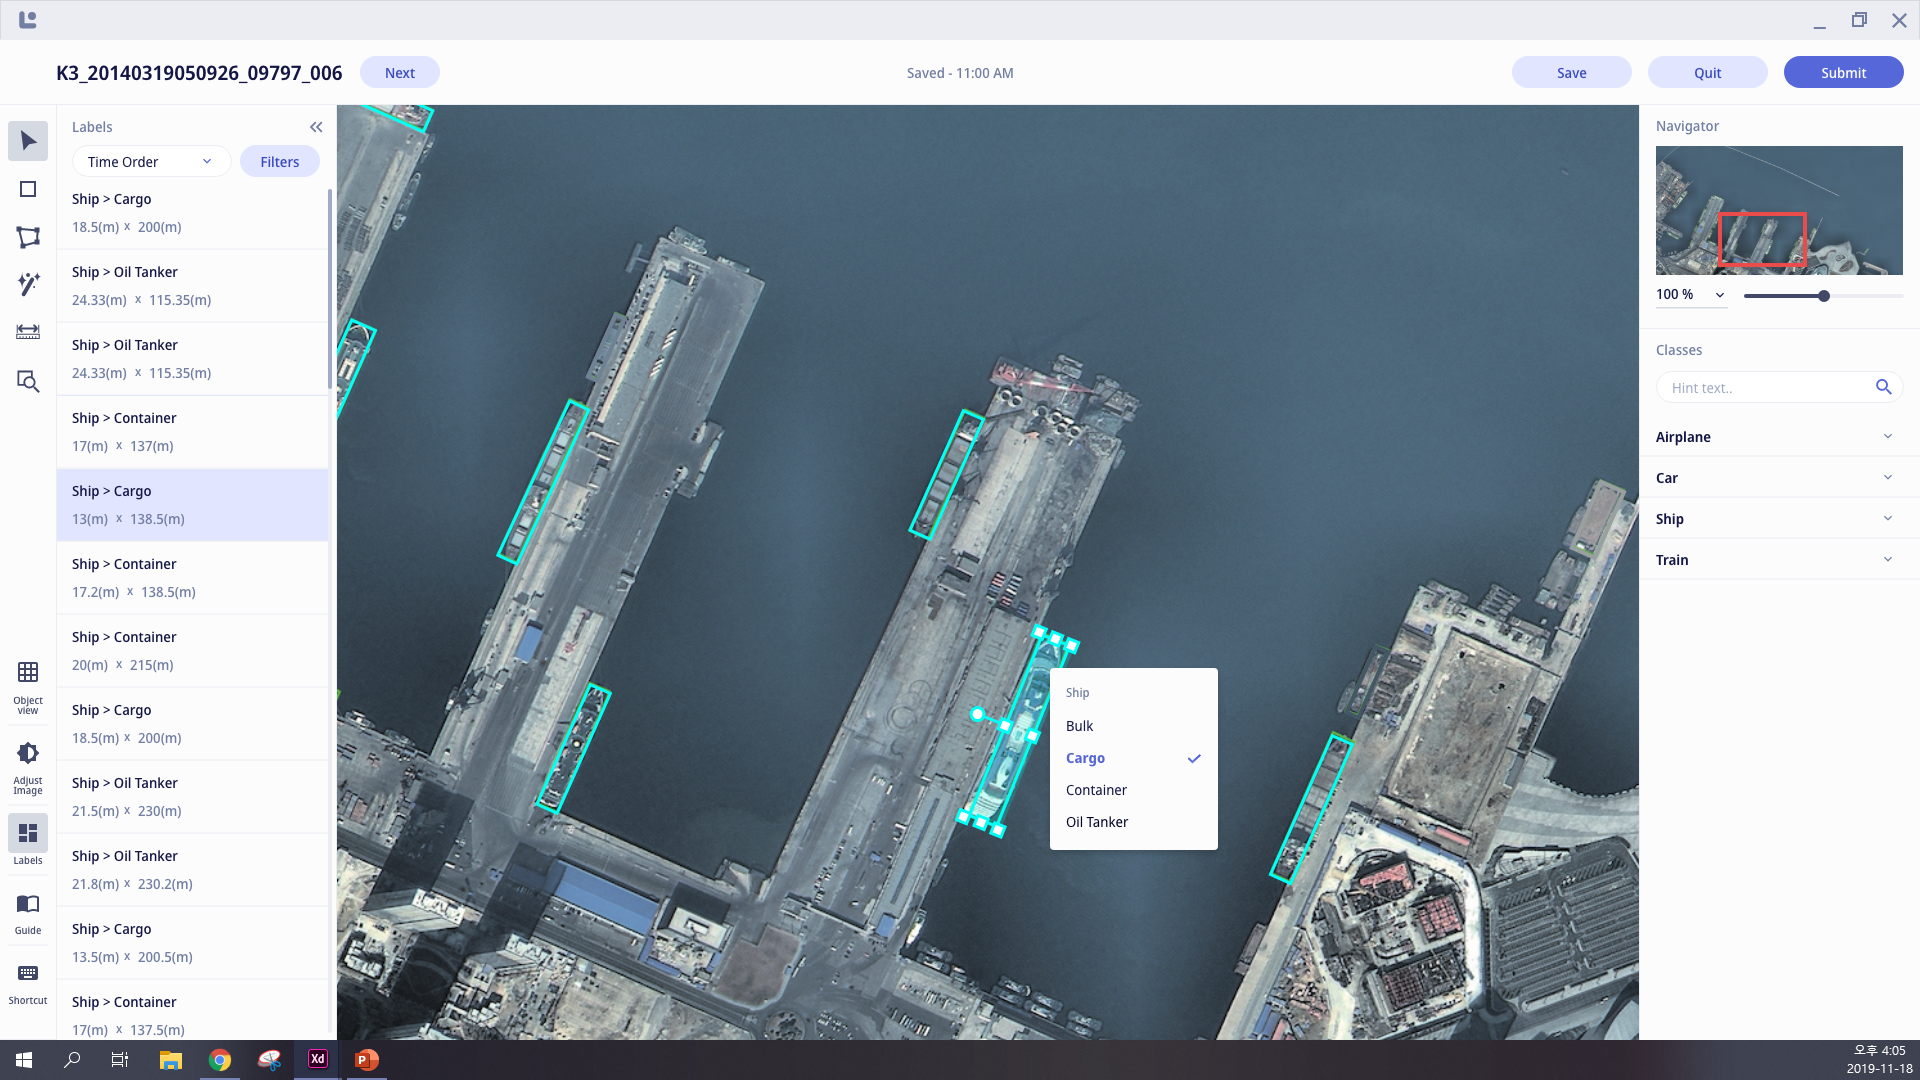 K3_20140319050926_09797_006
Next
Saved - 11:00 AM
Save
Quit
Submit
Labels
Time Order
Filters
Ship > Cargo
18.5(m) x 200(m)
Ship > Oil Tanker
24.33(m) x 115.35(m)
Ship > Oil Tanker
24.33(m) x 115.35(m)
Ship > Container
17(m) x 137(m)
Ship > Cargo
13(m) x 138.5(m)
Ship > Container
17.2(m) x 138.5(m)
Ship > Container
20(m) x 215(m)
Ship > Cargo
18.5(m) x 200(m)
Ship > Oil Tanker
21.5(m) x 230(m)
Ship > Oil Tanker
21.8(m) x 230.2(m)
Ship > Cargo
13.5(m) x 200.5(m)
Ship > Container
17(m) x 137.5(m)
Object
view
Adjust
Image
Labels
Guide
Shortcut
Ship
Bulk
Cargo
Container
Oil Tanker
Navigator
100 %
Classes
Hint text..
Airplane
Car
Ship
Train
Xd
P
오후 4:05
2019-11-18